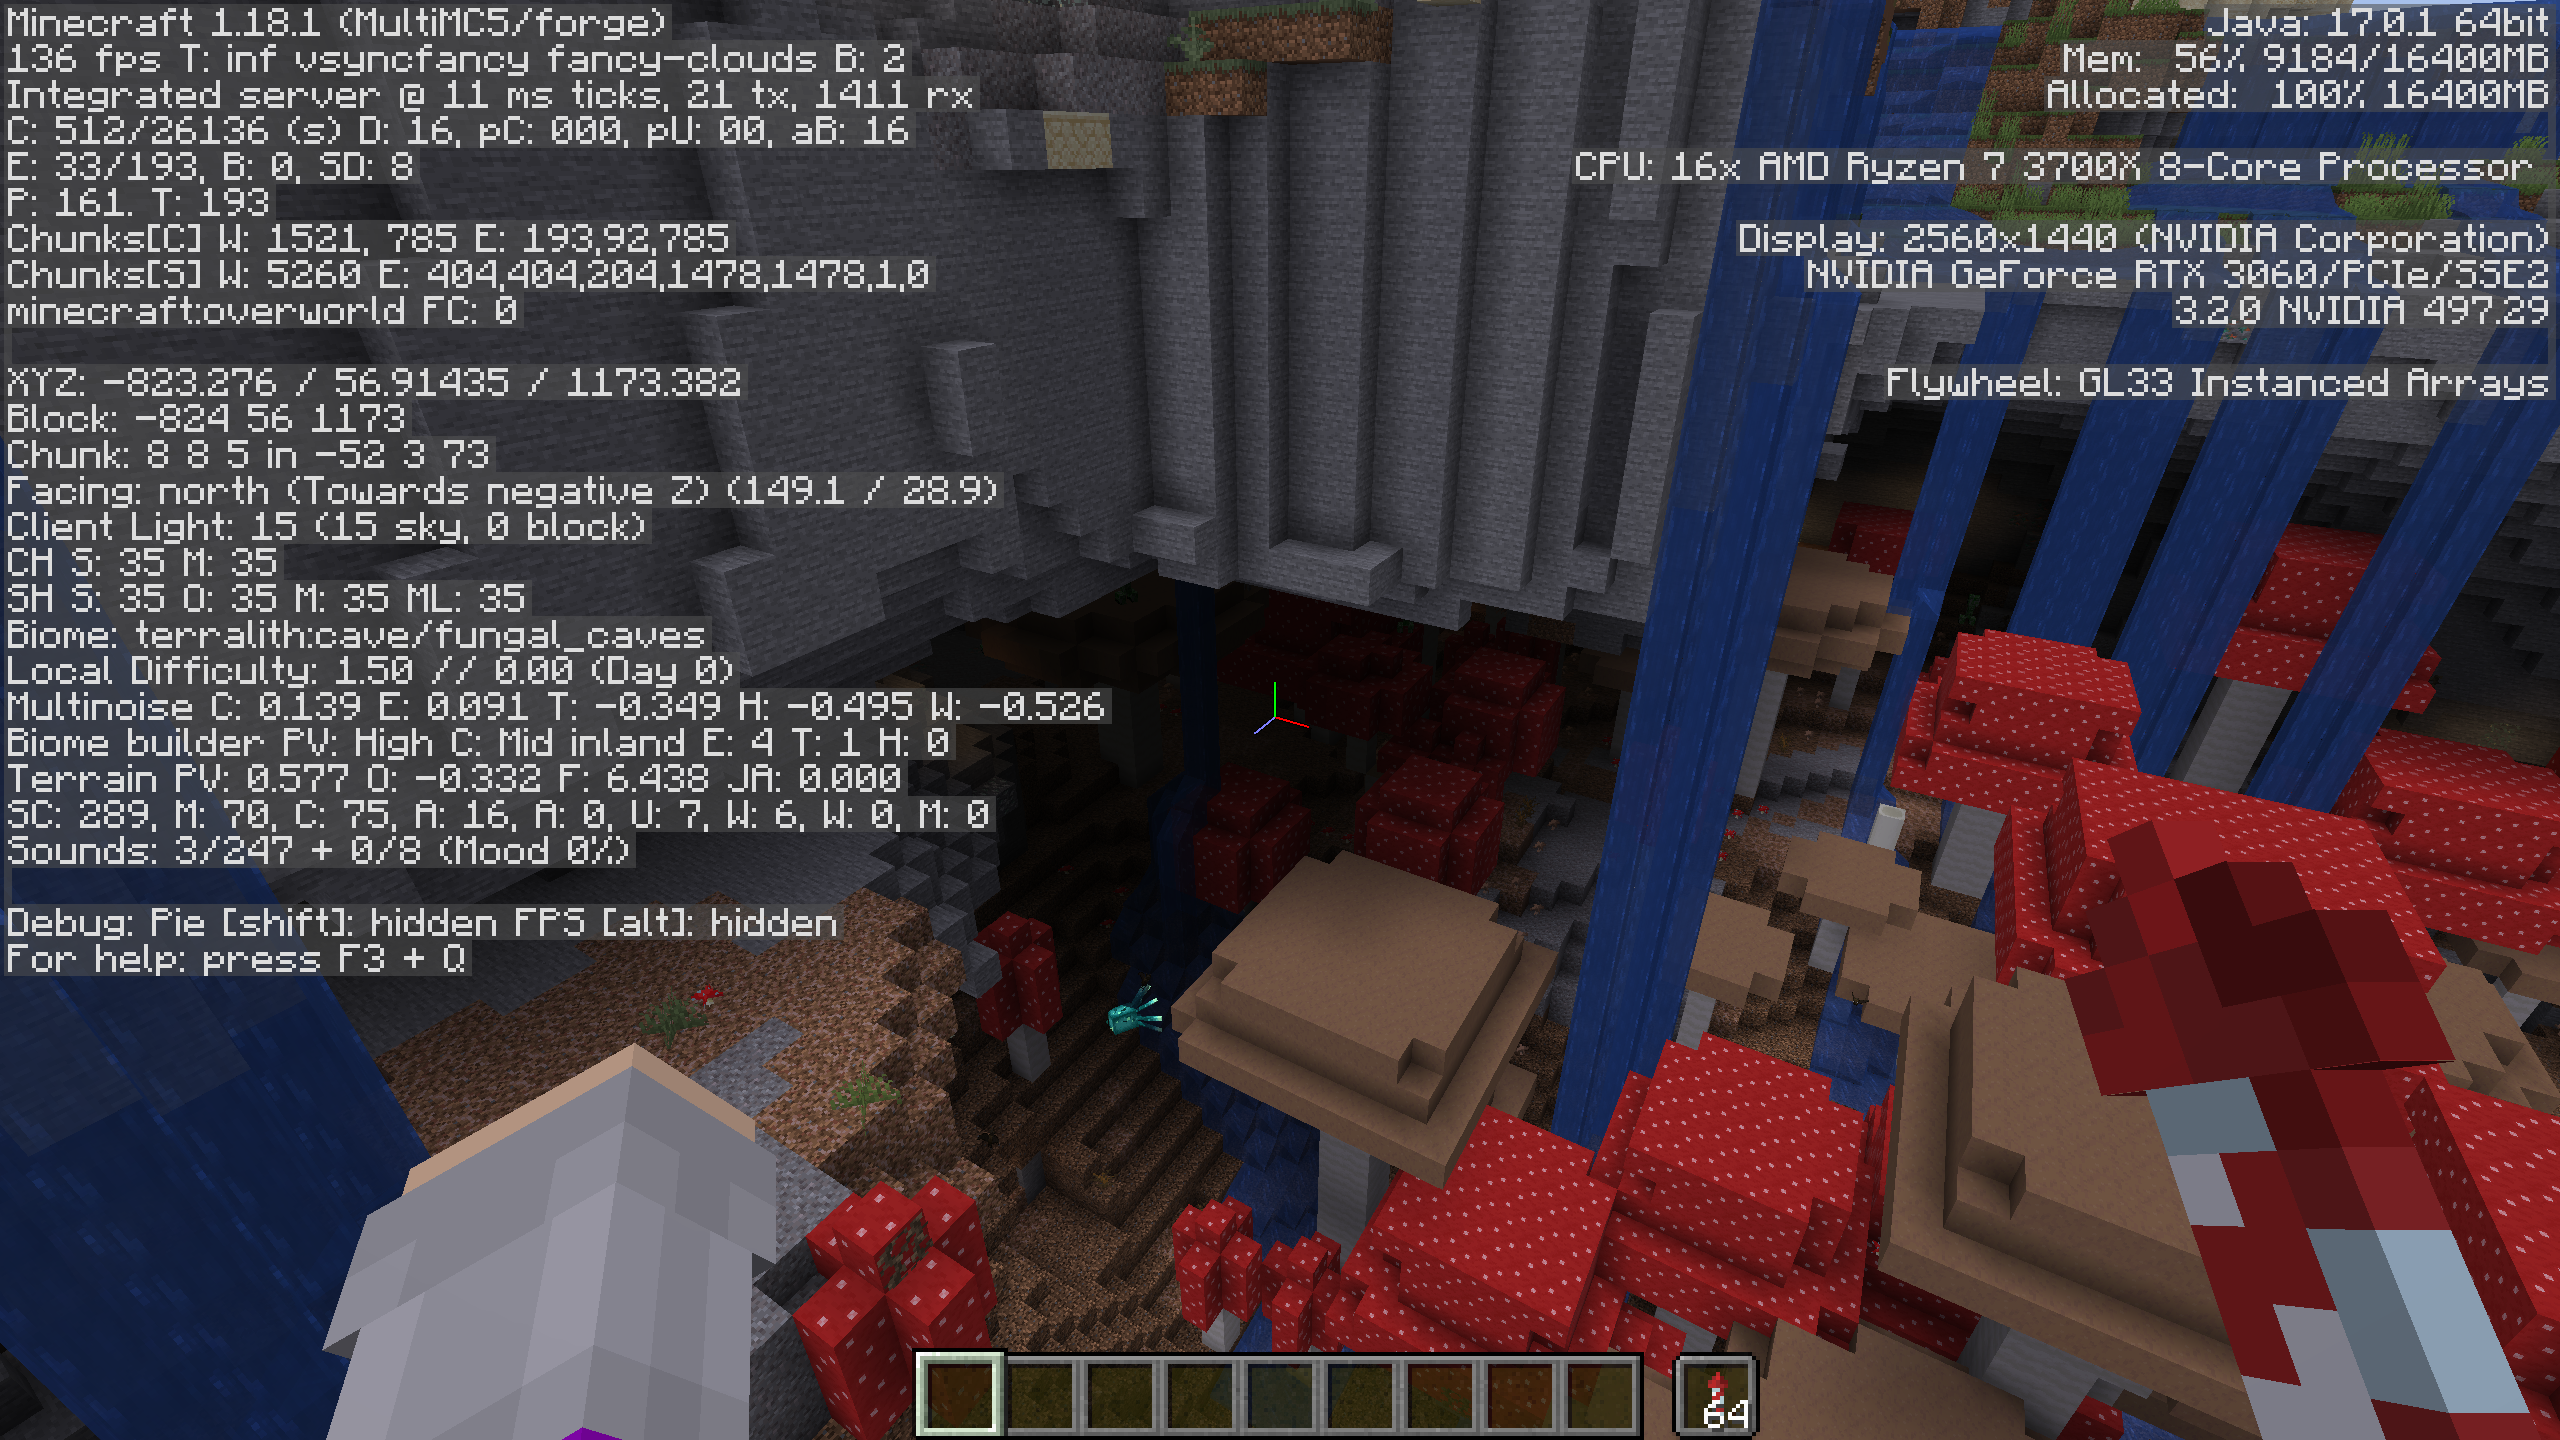 Minecraft 1.18.1 (MultiMC5/forge)
136 fps T: inf vsyncfancy fancy-clouds B: 2
Integrated server @ 11 ms ticks, 21 tx, 1411 rx
C: 512/26136 (s) D: 16, pC: 000, pU: 00, aB: 16
E: 33/193, B: 0, SD: 8
P: 161. T: 193
Chunks[C] W: 1521, 785 E: 193,92,785
Chunks[S] W: 5260 E: 404,404,204,1478,1478,1,0
minecraft:overworld FC: 0
XYZ: -823.276 / 56.91435 / 1173.382
Block: -824 56 1173
Chunk: 8 8 5 in -52 3 73
Facing: north (Towards negative Z) (149.1 / 28.9)
Client Light: 15 (15 sky, 0 block)
CH S: 35 M: 35
SH S: 35 O: 35 M: 35 ML: 35
Biome: terralith:cave/fungal_caves
Local Difficulty: 1.50 // 0.00 (Day 0)
Multinoise C: 0.139 E: 0.091 T: -0.349 H: -0.495 W: -0.526
Biome builder PV: High C: Mid inland E: 4 T: 1 H: 0
Terrain PV: 0.577 O: -0.332 F: 6.438 JA: 0.000
SC: 289, M: 70, C: 75, A: 16, A: 0, U: 7, W: 6, W: 0, M: 0
Sounds: 3/247 + 0/8 (Mood 0%)
Debug: Pie [shift]: hidden FPS [alt]: hidden
For help: press F3 + Q
Java: 17.0.1 64bit
Mem: 56% 9184/16400MB
Allocated: 100% 16400MB
CPU: 16x AMD Ryzen 7 3700X 8-Core Processor
Display: 2560x1440 (NVIDIA Corporation)
NVIDIA GeForce RTX 3060/PCIe/SSE2
3.2.0 NVIDIA 497.29
Flywheel: GL33 Instanced Arrays
64